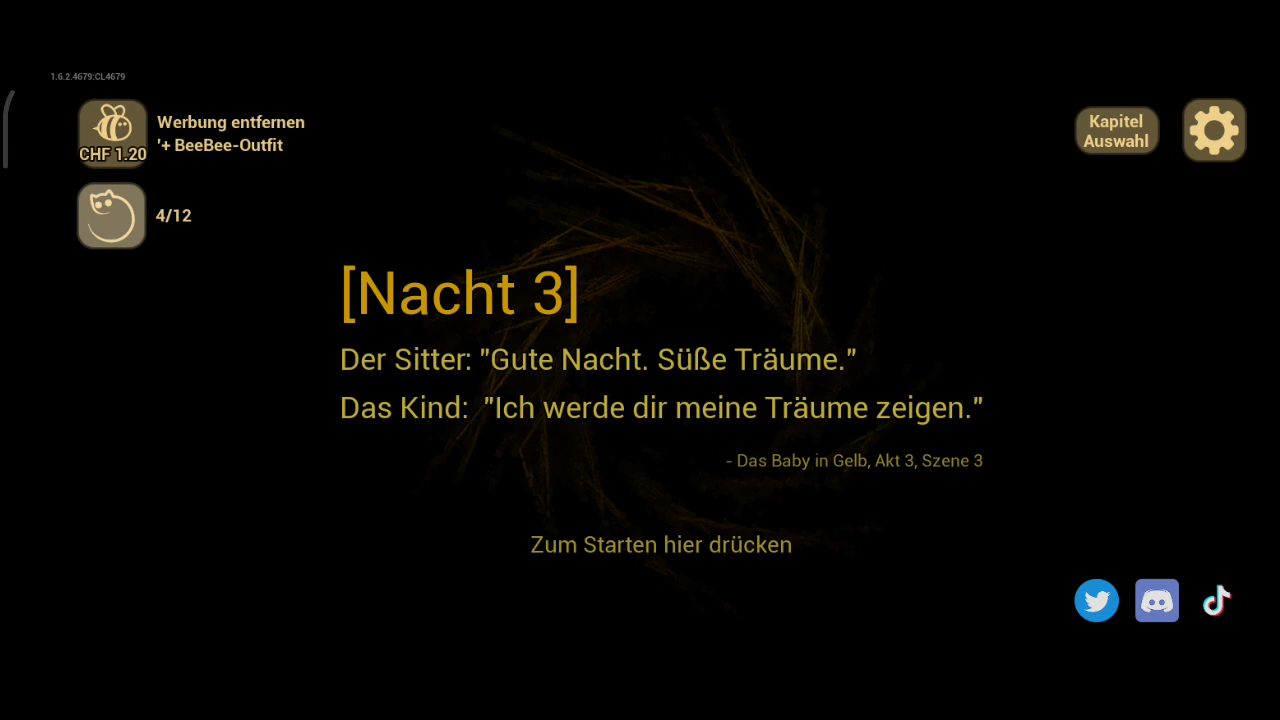 1.6.2.4679:CL4679
CHF 1.20
Werbung entfernen
'+ BeeBee-Outfit
Kapitel
Auswahl
4/12
[Nacht 3]
Der Sitter: "Gute Nacht. Süße Träume."
Das Kind:  "Ich werde dir meine Träume zeigen."
- Das Baby in Gelb, Akt 3, Szene 3
Zum Starten hier drücken